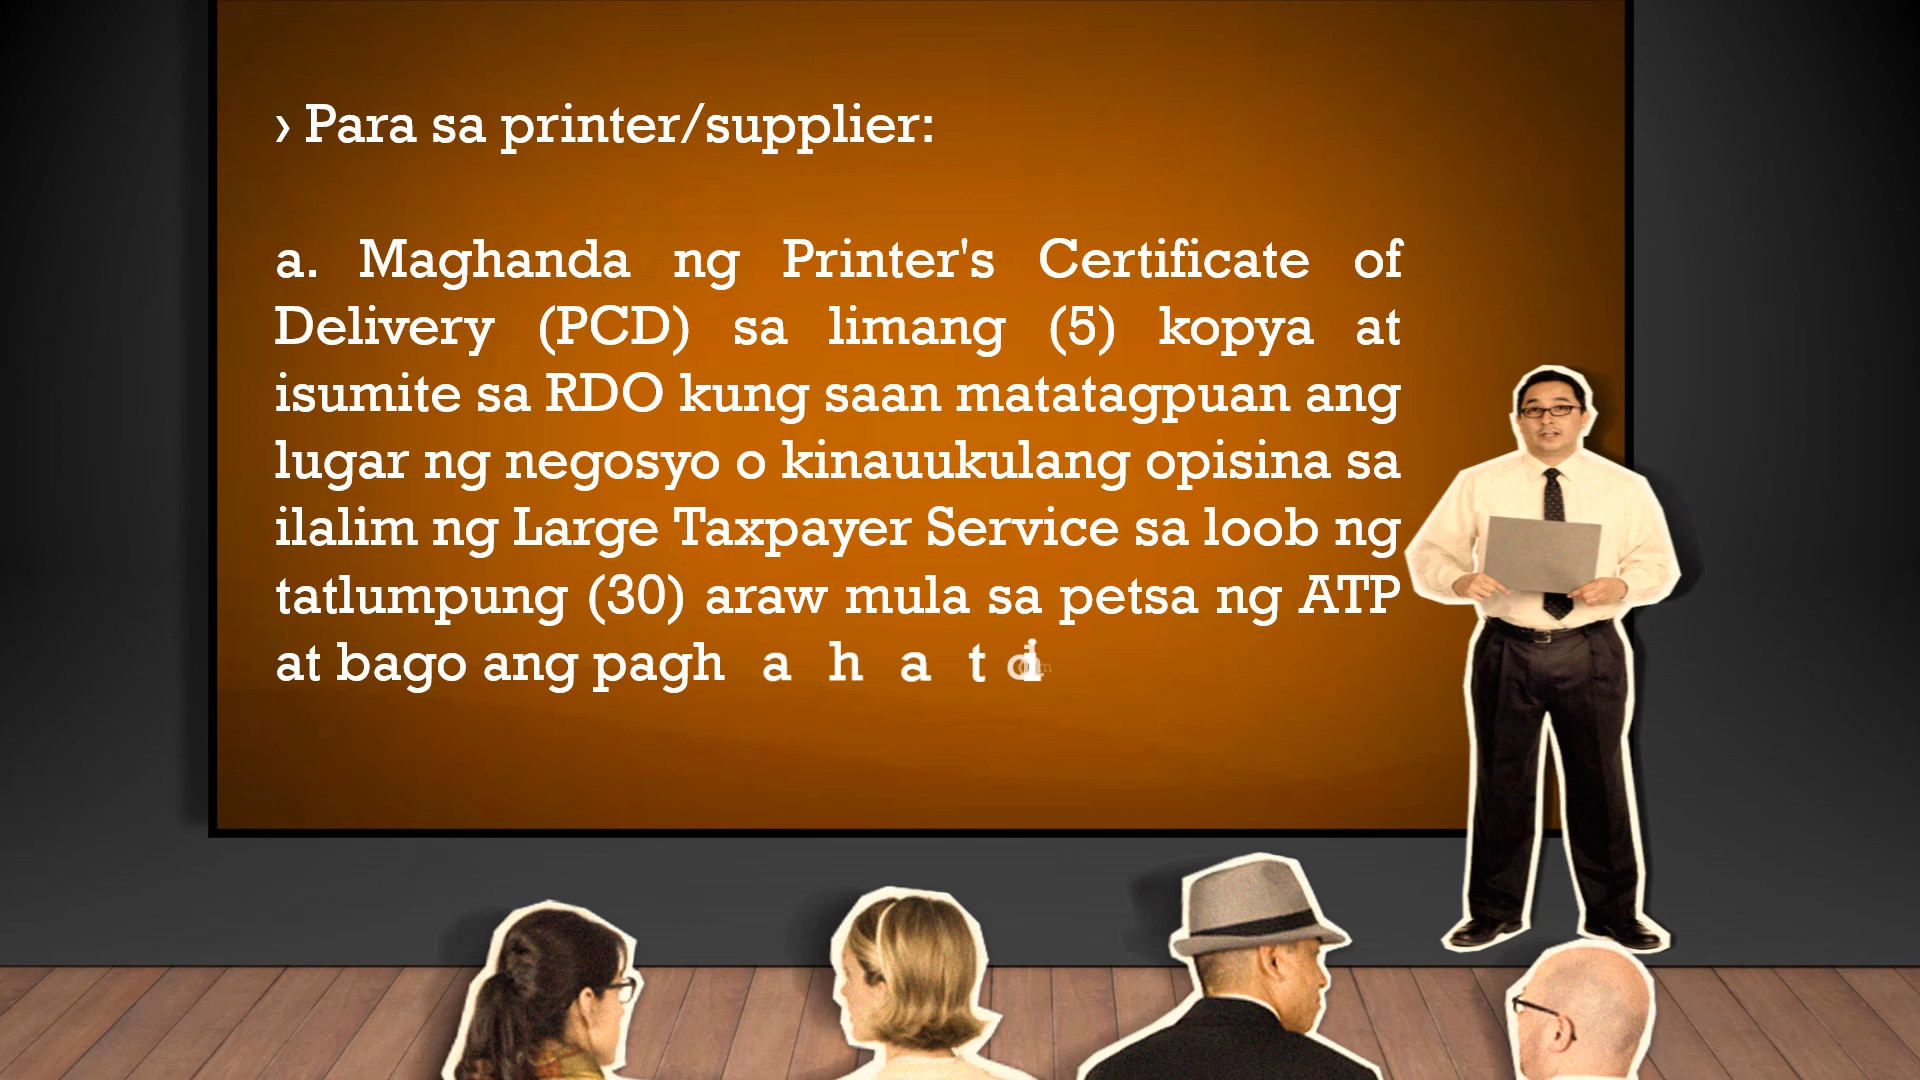 › Para sa printer/supplier:
a. Maghanda ng Printer's Certificate of
Delivery (PCD) sa limang (5) kopya at
isumite sa RDO kung saan matatagpuan ang
lugar ng negosyo o kinauukulang opisina sa
ilalim ng Large Taxpayer Service sa loob ng
tatlumpung (30) araw mula sa petsa ng ATP
at bago ang paghahatid